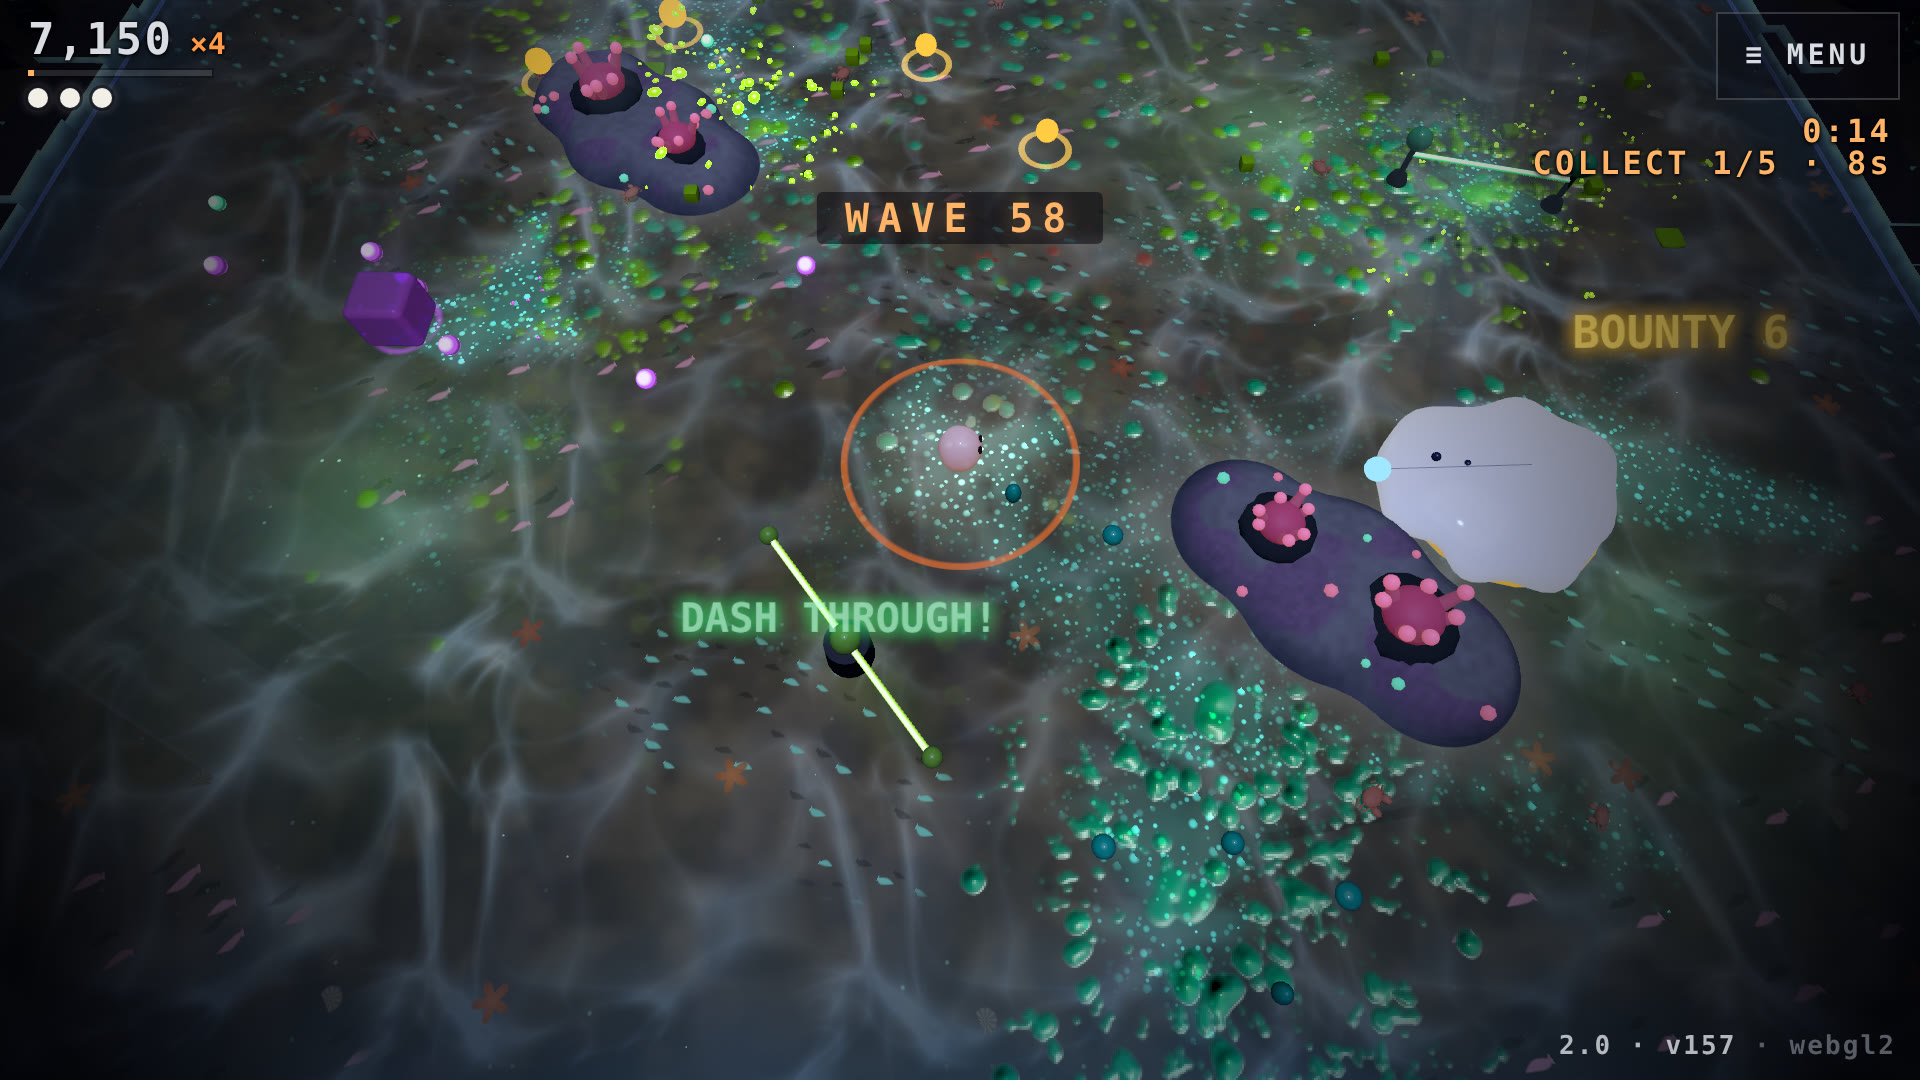 7,150 ×4
≡ MENU
0:14
COLLECT 1/5 · 8s
WAVE 58
BOUNTY 6
DASH THROUGH!
2.0 · v157 · webgl2